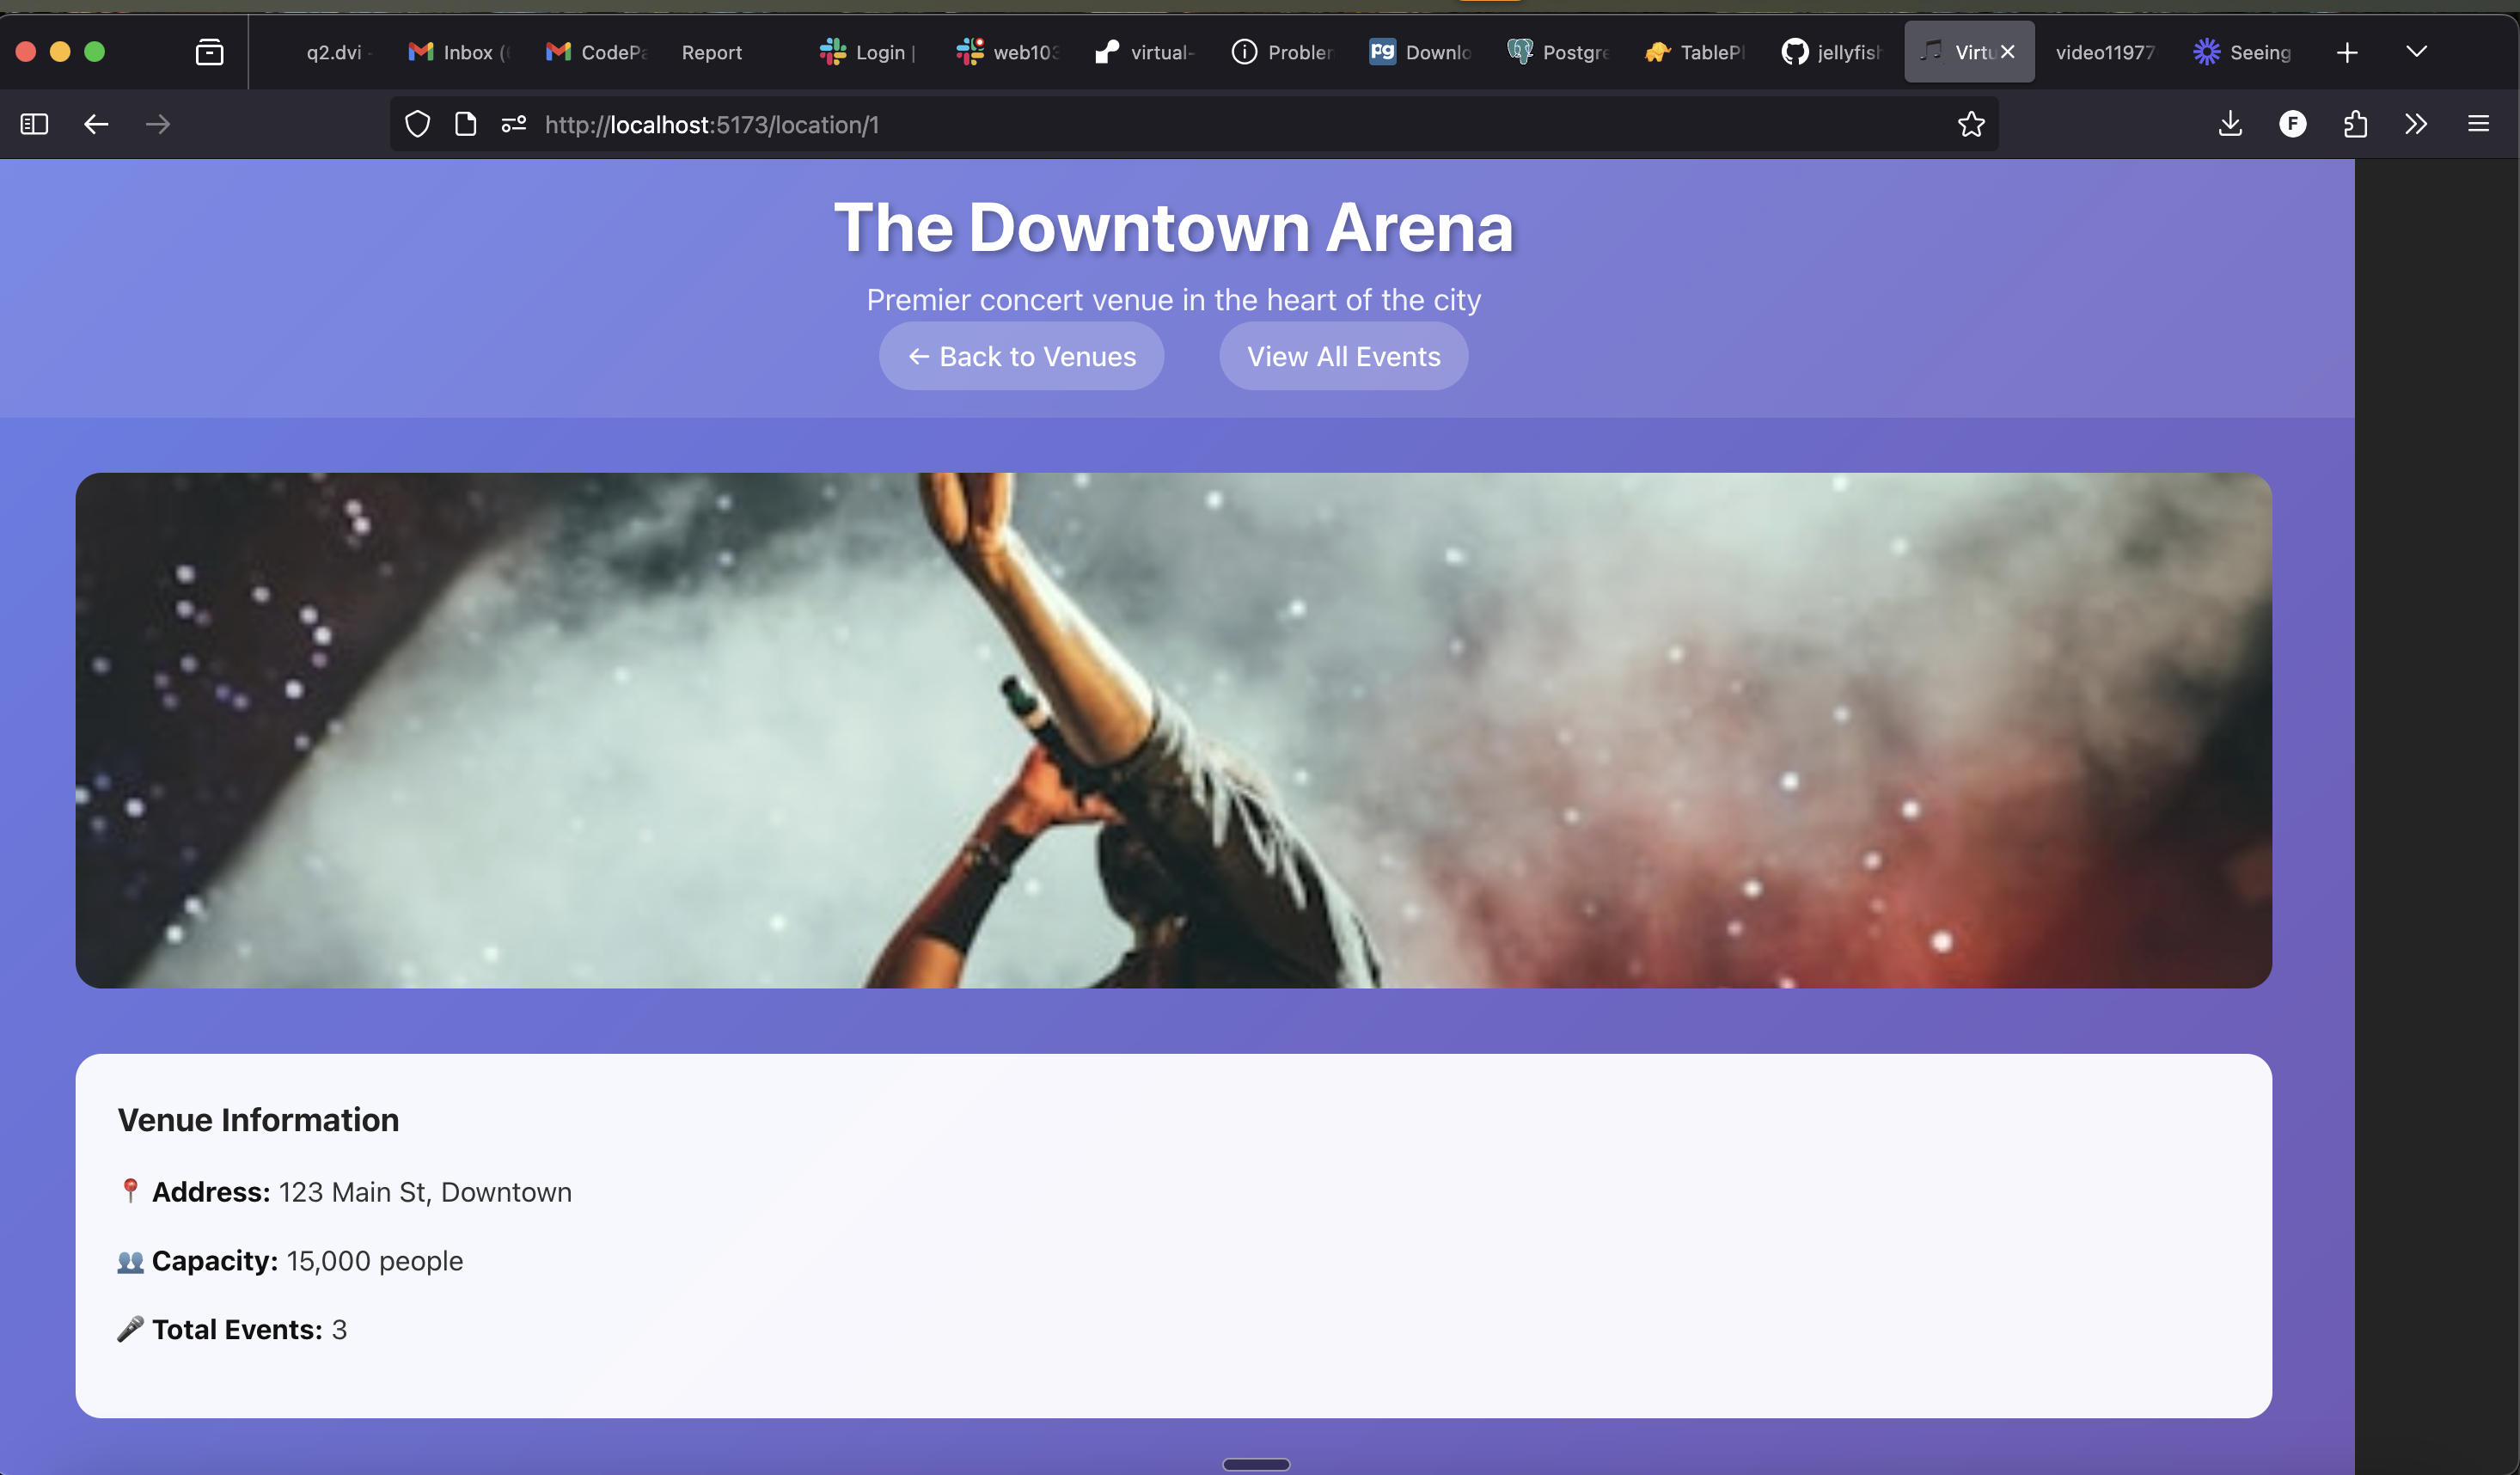 q2.dvi -
Inbox (
CodePa
Report
Login |
web103
virtual-
Problem
Downlo
Postgre
TablePl
jellyfish
Virtu
video11977
Seeing
http://localhost:5173/location/1
F
The Downtown Arena
Premier concert venue in the heart of the city
← Back to Venues
View All Events
Venue Information
📍 Address: 123 Main St, Downtown
👥 Capacity: 15,000 people
🎤 Total Events: 3